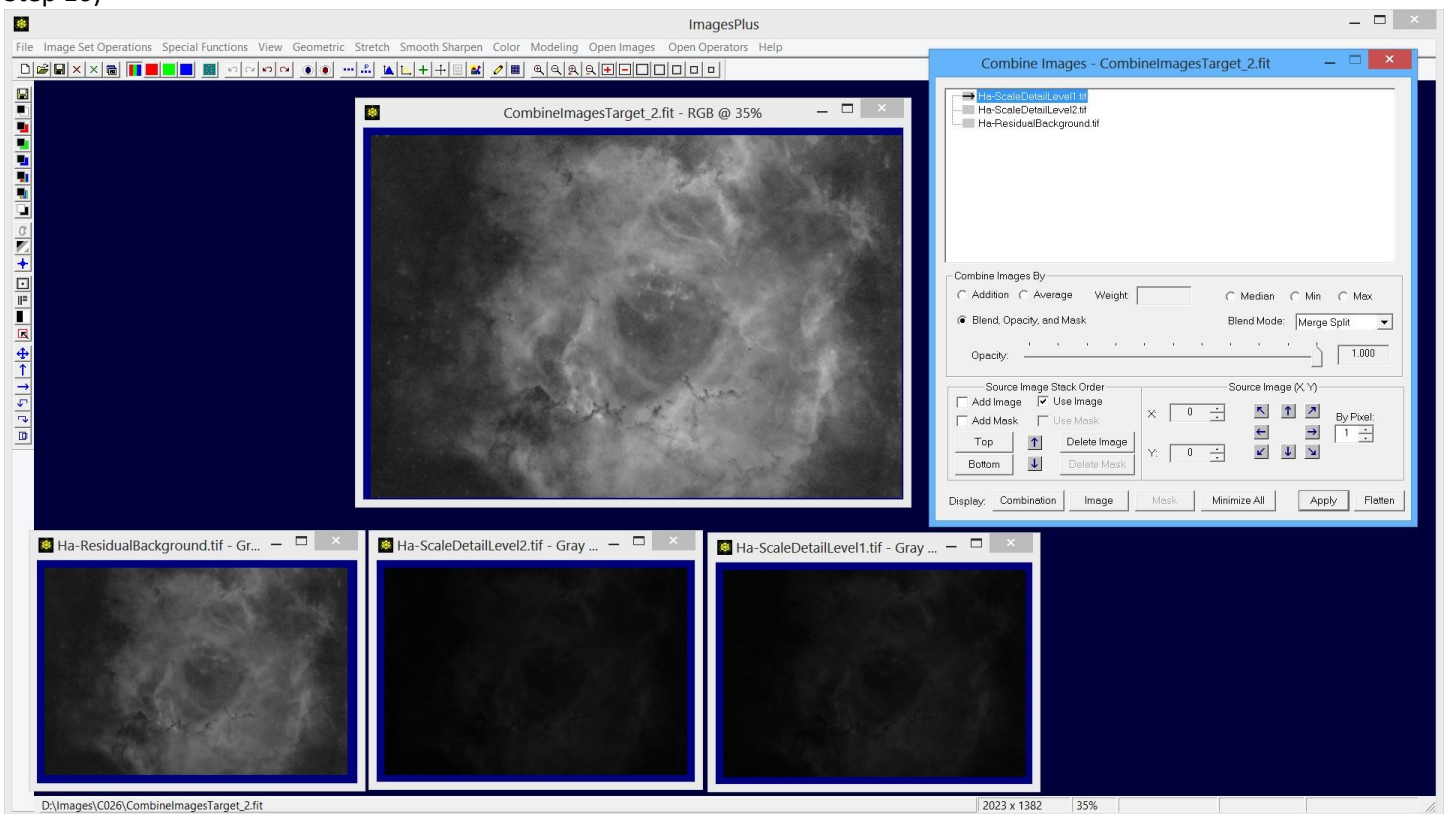 ImagesPlus
File Image Set Operations Special Functions View Geometric Stretch Smooth Sharpen Color Modeling Open Images Open Operators Help
CombineImagesTarget_2.fit - RGB @ 35%
Combine Images - CombineImagesTarget_2.fit
Ha-ScaleDetailLevel1.tif
Ha-ScaleDetailLevel2.tif
Ha-ResidualBackground.tif
Combine Images By
Addition Average Weight: Median Min Max
Blend, Opacity, and Mask Blend Mode: Merge Split
Opacity: 1.000
Source Image Stack Order Source Image (X, Y)
Add Image Use Image
X: 0 By Pixel:
Add Mask Use Mask 1
Top Delete Image
Y: 0
Bottom Delete Mask
Display: Combination Image Mask Minimize All Apply Flatten
Ha-ResidualBackground.tif - Gr...
Ha-ScaleDetailLevel2.tif - Gray ...
Ha-ScaleDetailLevel1.tif - Gray ...
D:\Images\C026\CombineImagesTarget_2.fit 2023 x 1382 35%